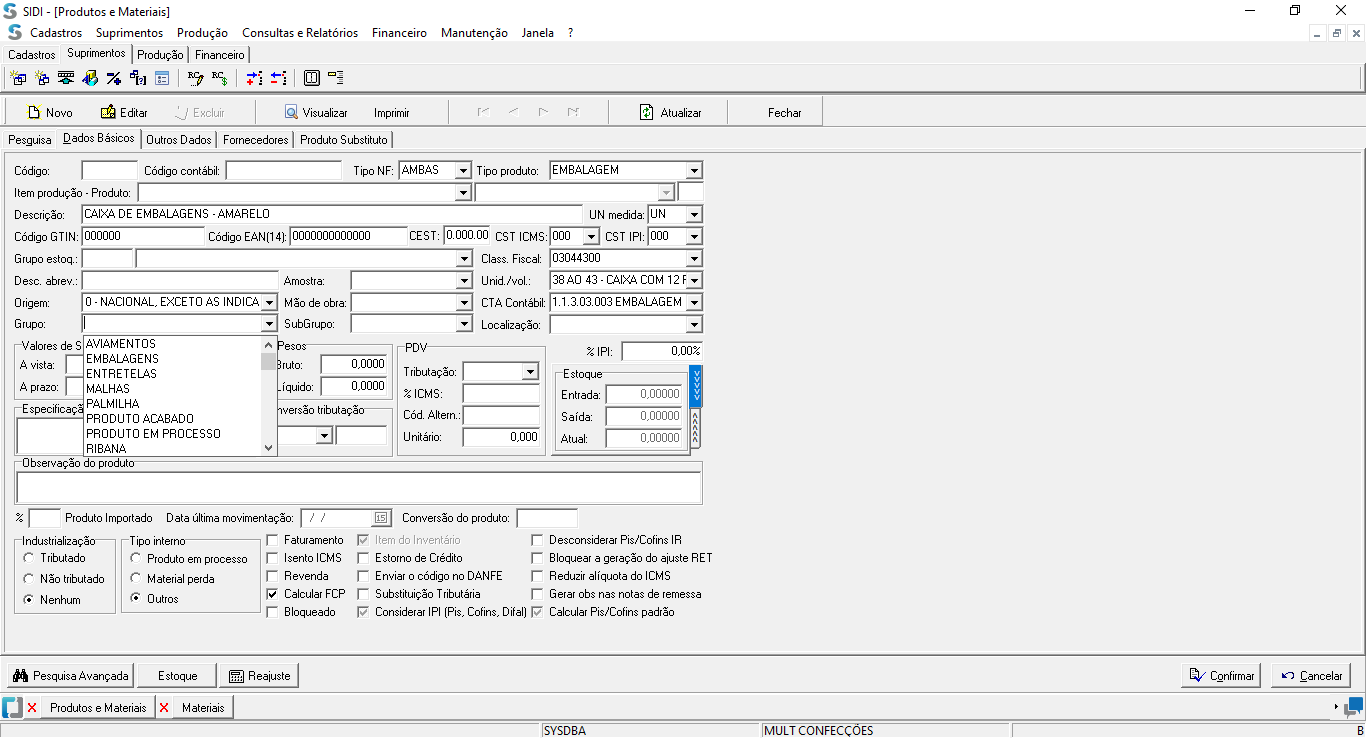 SIDI - [Produtos e Materiais]
Cadastros Suprimentos Produção Consultas e Relatórios Financeiro Manutenção Janela ?
Cadastros Suprimentos Produção Financeiro
Novo Editar Excluir Visualizar Imprimir Atualizar Fechar
Pesquisa Dados Básicos Outros Dados Fornecedores Produto Substituto
Código: Código contábil: Tipo NF: AMBAS Tipo produto: EMBALAGEM
Item produção - Produto:
Descrição: CAIXA DE EMBALAGENS - AMARELO UN medida: UN
Código GTIN: 000000 Código EAN(14): 0000000000000 CEST: 0.000.00 CST ICMS: 000 CST IPI: 000
Grupo estoq.: Class. Fiscal: 03044300
Desc. abrev.: Amostra: Unid./vol.: 38 AO 43 - CAIXA COM 12 F
Origem: 0 - NACIONAL, EXCETO AS INDICA Mão de obra: CTA Contábil: 1.1.3.03.003 EMBALAGEM
Grupo: SubGrupo: Localização:
AVIAMENTOS
EMBALAGENS
ENTRETELAS
MALHAS
PALMILHA
PRODUTO ACABADO
PRODUTO EM PROCESSO
RIBANA
Valores de S Pesos PDV % IPI: 0,00%
A vista: Bruto: 0,0000 Tributação: Estoque
A prazo: Líquido: 0,0000 % ICMS: Entrada: 0,00000
Especificaçã nversão tributação Cód. Altern.: Saída: 0,00000
Unitário: 0,000 Atual: 0,00000
Observação do produto
% Produto Importado Data última movimentação: / / 15 Conversão do produto:
Industrialização Tipo interno Faturamento Item do Inventário Desconsiderar Pis/Cofins IR
Tributado Produto em processo Isento ICMS Estorno de Crédito Bloquear a geração do ajuste RET
Não tributado Material perda Revenda Enviar o código no DANFE Reduzir alíquota do ICMS
Nenhum Outros Calcular FCP Substituição Tributária Gerar obs nas notas de remessa
Bloqueado Considerar IPI (Pis, Cofins, Difal) Calcular Pis/Cofins padrão
Pesquisa Avançada Estoque Reajuste Confirmar Cancelar
Produtos e Materiais Materiais
SYSDBA MULT CONFECÇÕES B